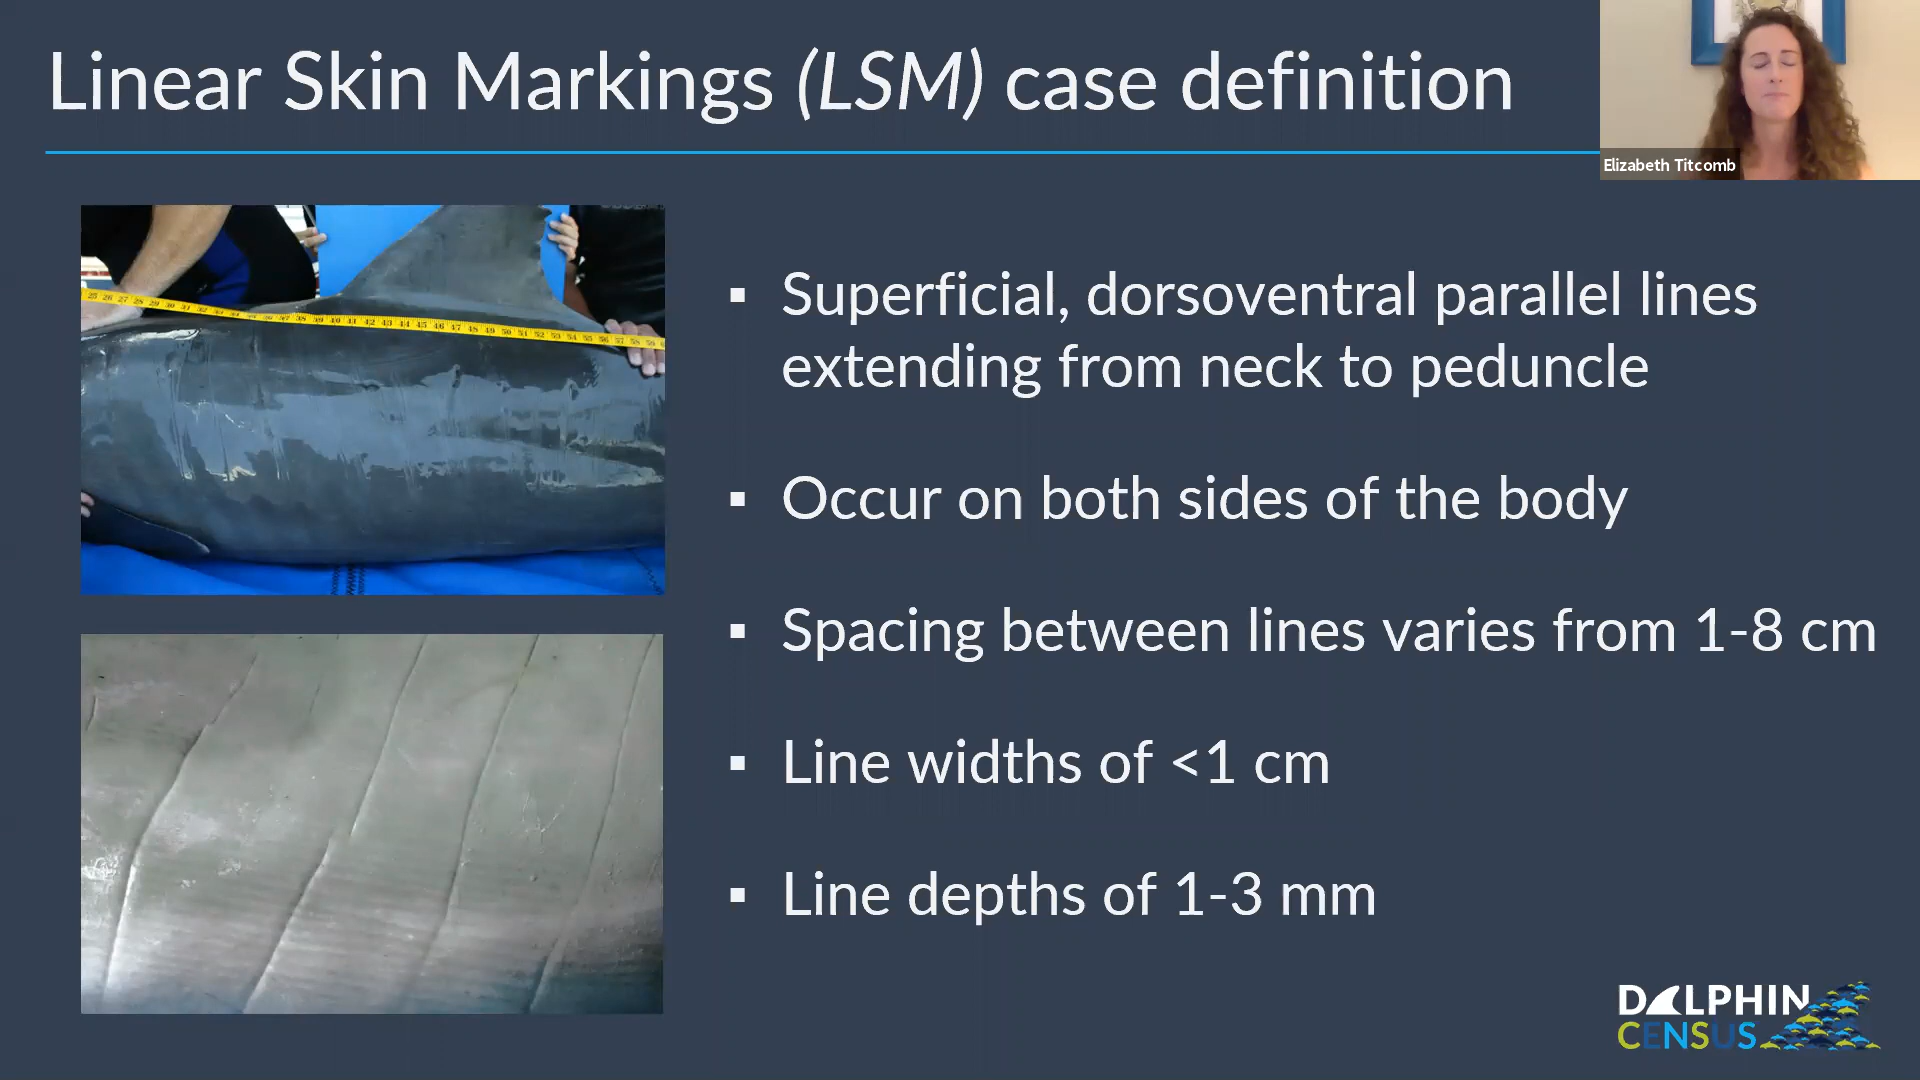 Linear Skin Markings (LSM) case definition
Elizabeth Titcomb
▪ Superficial, dorsoventral parallel lines
extending from neck to peduncle
▪ Occur on both sides of the body
▪ Spacing between lines varies from 1-8 cm
▪ Line widths of <1 cm
▪ Line depths of 1-3 mm
DOLPHIN
CENSUS